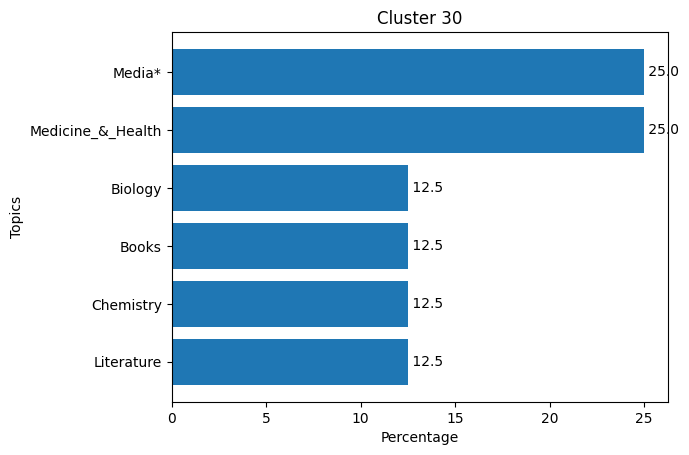 Cluster 30
Topics
Media* 25.0
Medicine_&_Health 25.0
Biology 12.5
Books 12.5
Chemistry 12.5
Literature 12.5
0 5 10 15 20 25
Percentage